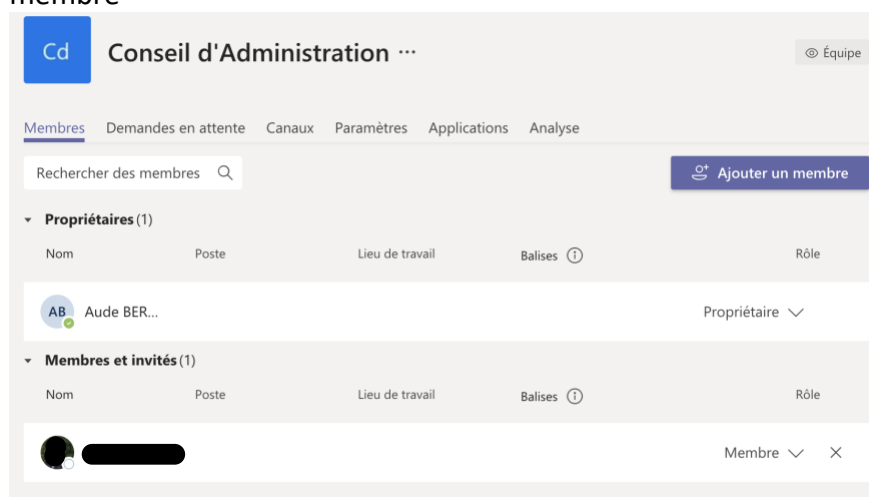 membre
Cd Conseil d'Administration ...
Équipe
Membres Demandes en attente Canaux Paramètres Applications Analyse
Rechercher des membres
Ajouter un membre
Propriétaires (1)
Nom Poste Lieu de travail Balises Rôle
AB Aude BER... Propriétaire
Membres et invités (1)
Nom Poste Lieu de travail Balises Rôle
Membre